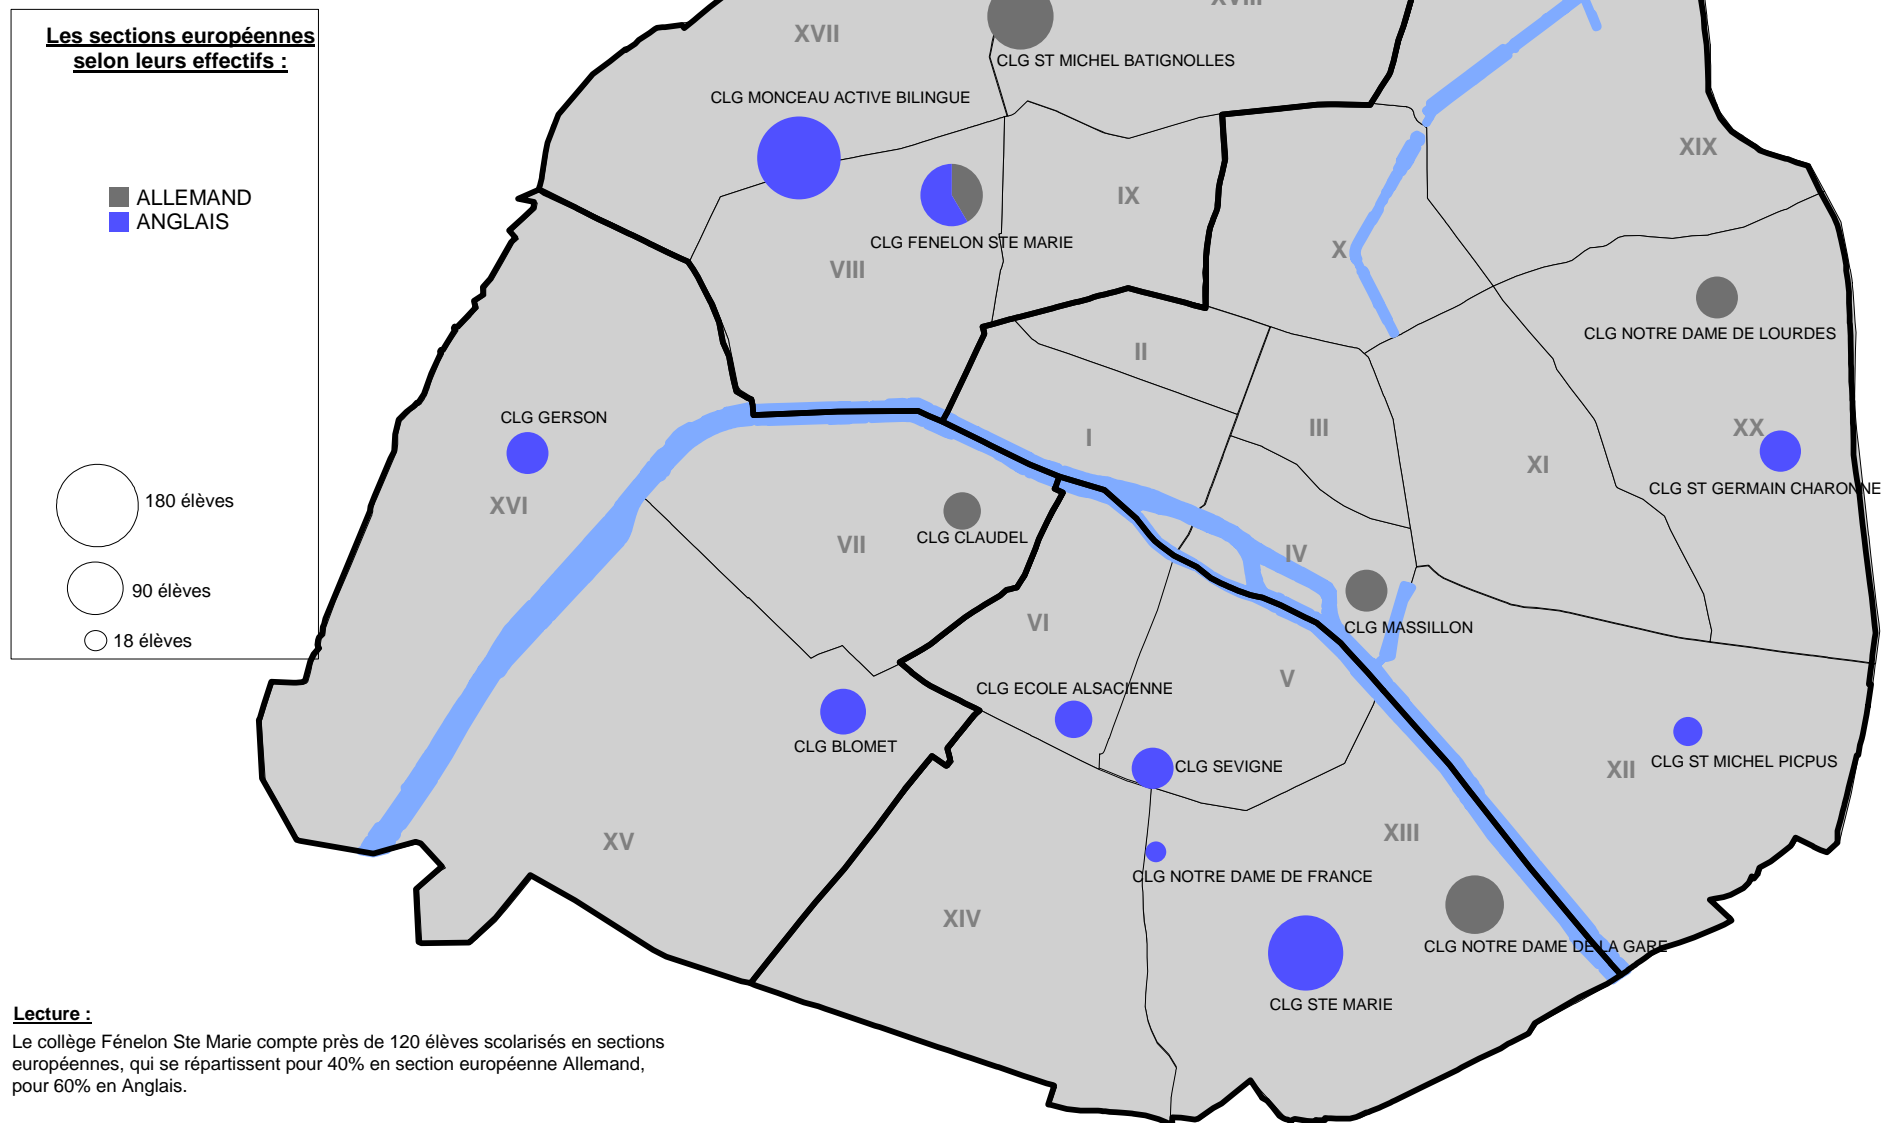 Les sections européennes
selon leurs effectifs :
ALLEMAND
ANGLAIS
180 élèves
90 élèves
18 élèves
XVIII
XVII
CLG ST MICHEL BATIGNOLLES
CLG MONCEAU ACTIVE BILINGUE
XIX
IX
CLG FENELON STE MARIE
X
VIII
CLG NOTRE DAME DE LOURDES
II
CLG GERSON
III
XX
I
XI
CLG ST GERMAIN CHARONNE
XVI
CLG CLAUDEL
VII
IV
VI
CLG MASSILLON
V
CLG ECOLE ALSACIENNE
CLG BLOMET
CLG SEVIGNE
CLG ST MICHEL PICPUS
XII
XV
XIII
CLG NOTRE DAME DE FRANCE
XIV
CLG NOTRE DAME DE LA GARE
CLG STE MARIE
Lecture :
Le collège Fénelon Ste Marie compte près de 120 élèves scolarisés en sections
européennes, qui se répartissent pour 40% en section européenne Allemand,
pour 60% en Anglais.